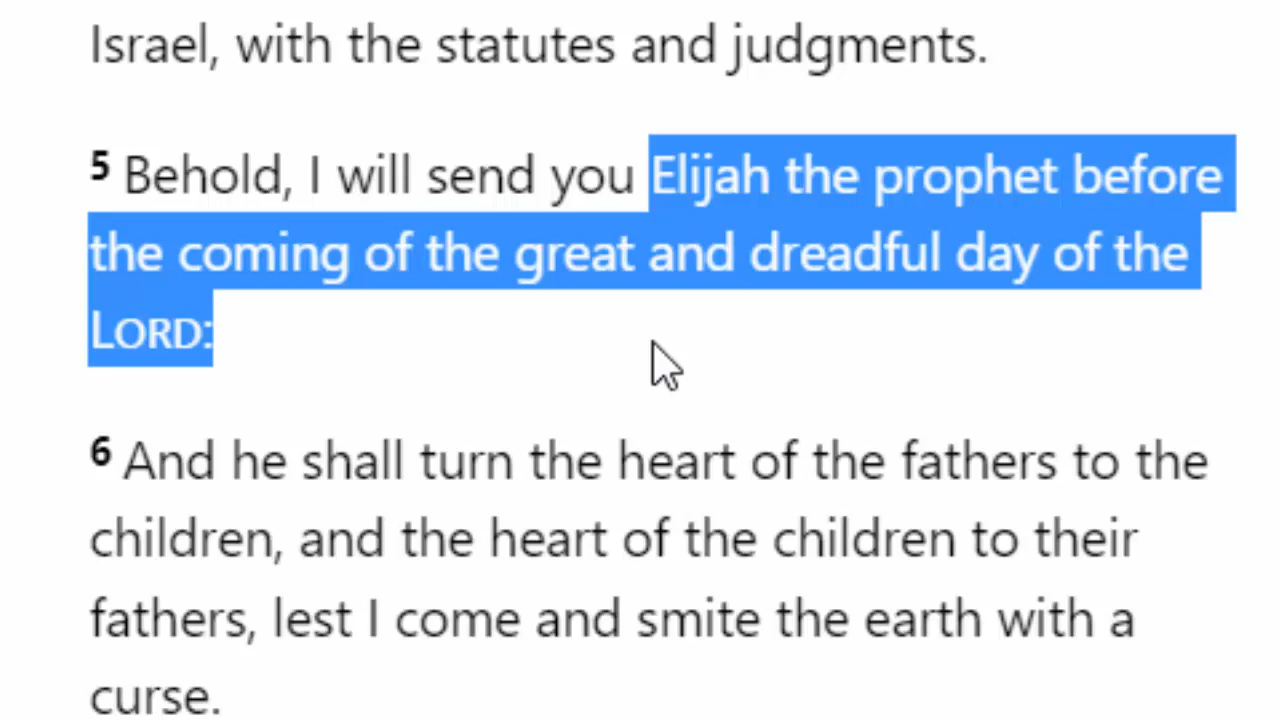 Israel, with the statutes and judgments.
5 Behold, I will send you Elijah the prophet before
the coming of the great and dreadful day of the
LORD:
6 And he shall turn the heart of the fathers to the
children, and the heart of the children to their
fathers, lest I come and smite the earth with a
curse.